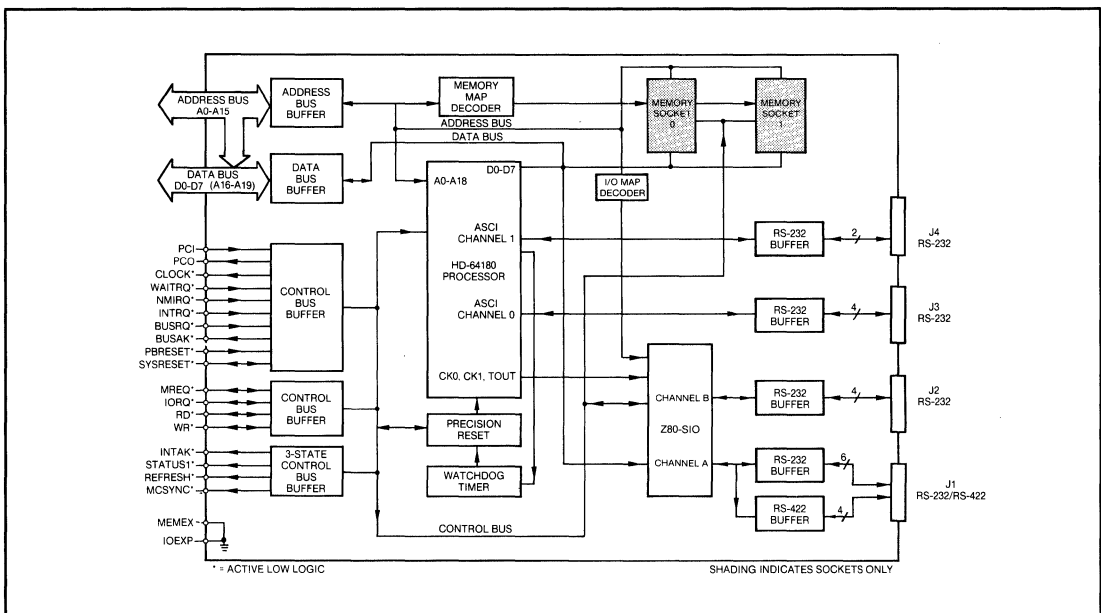 ADDRESS BUS
A0-A15
ADDRESS
BUS
BUFFER
MEMORY
MAP
DECODER
MEMORY
SOCKET
0
MEMORY
SOCKET
1
ADDRESS BUS
DATA BUS
DATA BUS
D0-D7 (A16-A19)
DATA
BUS
BUFFER
A0-A18
D0-D7
I/O MAP
DECODER
ASCI
CHANNEL 1
HD-64180
PROCESSOR
ASCI
CHANNEL 0
CK0, CK1, TOUT
RS-232
BUFFER
2
J4
RS-232
RS-232
BUFFER
4
J3
RS-232
PCI
PCO
CLOCK*
WAITRQ*
NMIRQ*
INTRQ*
BUSRQ*
BUSAK*
PBRESET*
SYSRESET*
CONTROL
BUS
BUFFER
MREQ*
IORQ*
RD*
WR*
CONTROL
BUS
BUFFER
PRECISION
RESET
CHANNEL B
Z80-SIO
CHANNEL A
RS-232
BUFFER
4
J2
RS-232
INTAK*
STATUS1*
REFRESH*
MCSYNC*
3-STATE
CONTROL
BUS
BUFFER
WATCHDOG
TIMER
RS-232
BUFFER
6
RS-422
BUFFER
4
J1
RS-232/RS-422
MEMEX
IOEXP
CONTROL BUS
* = ACTIVE LOW LOGIC
SHADING INDICATES SOCKETS ONLY